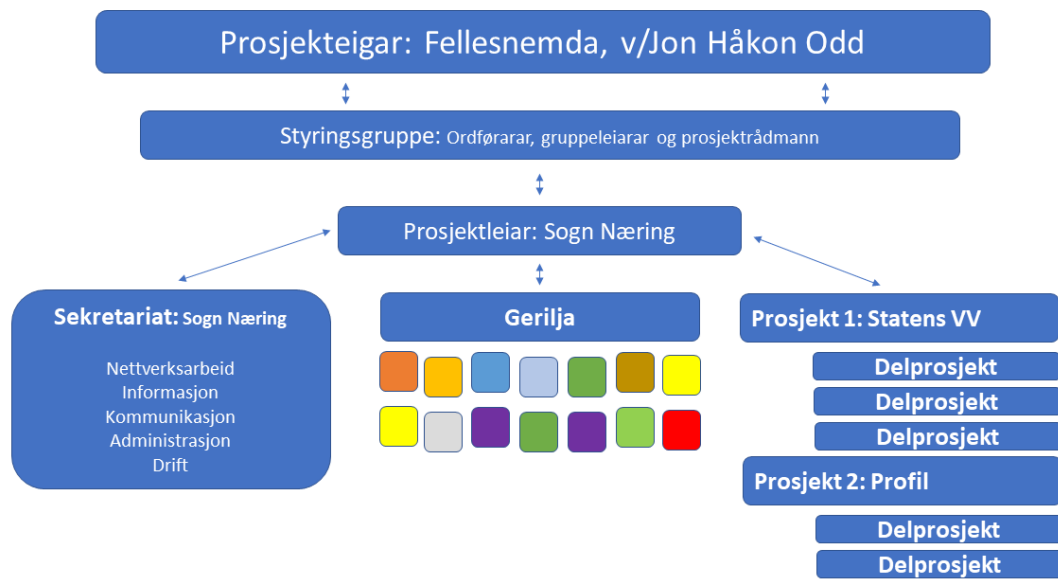 Prosjekteigar: Fellesnemda, v/Jon Håkon Odd
Styringsgruppe: Ordførarar, gruppeleiarar og prosjektrådmann
Prosjektleiar: Sogn Næring
Sekretariat: Sogn Næring
Nettverksarbeid
Informasjon
Kommunikasjon
Administrasjon
Drift
Gerilja
Prosjekt 1: Statens VV
Delprosjekt
Delprosjekt
Delprosjekt
Prosjekt 2: Profil
Delprosjekt
Delprosjekt